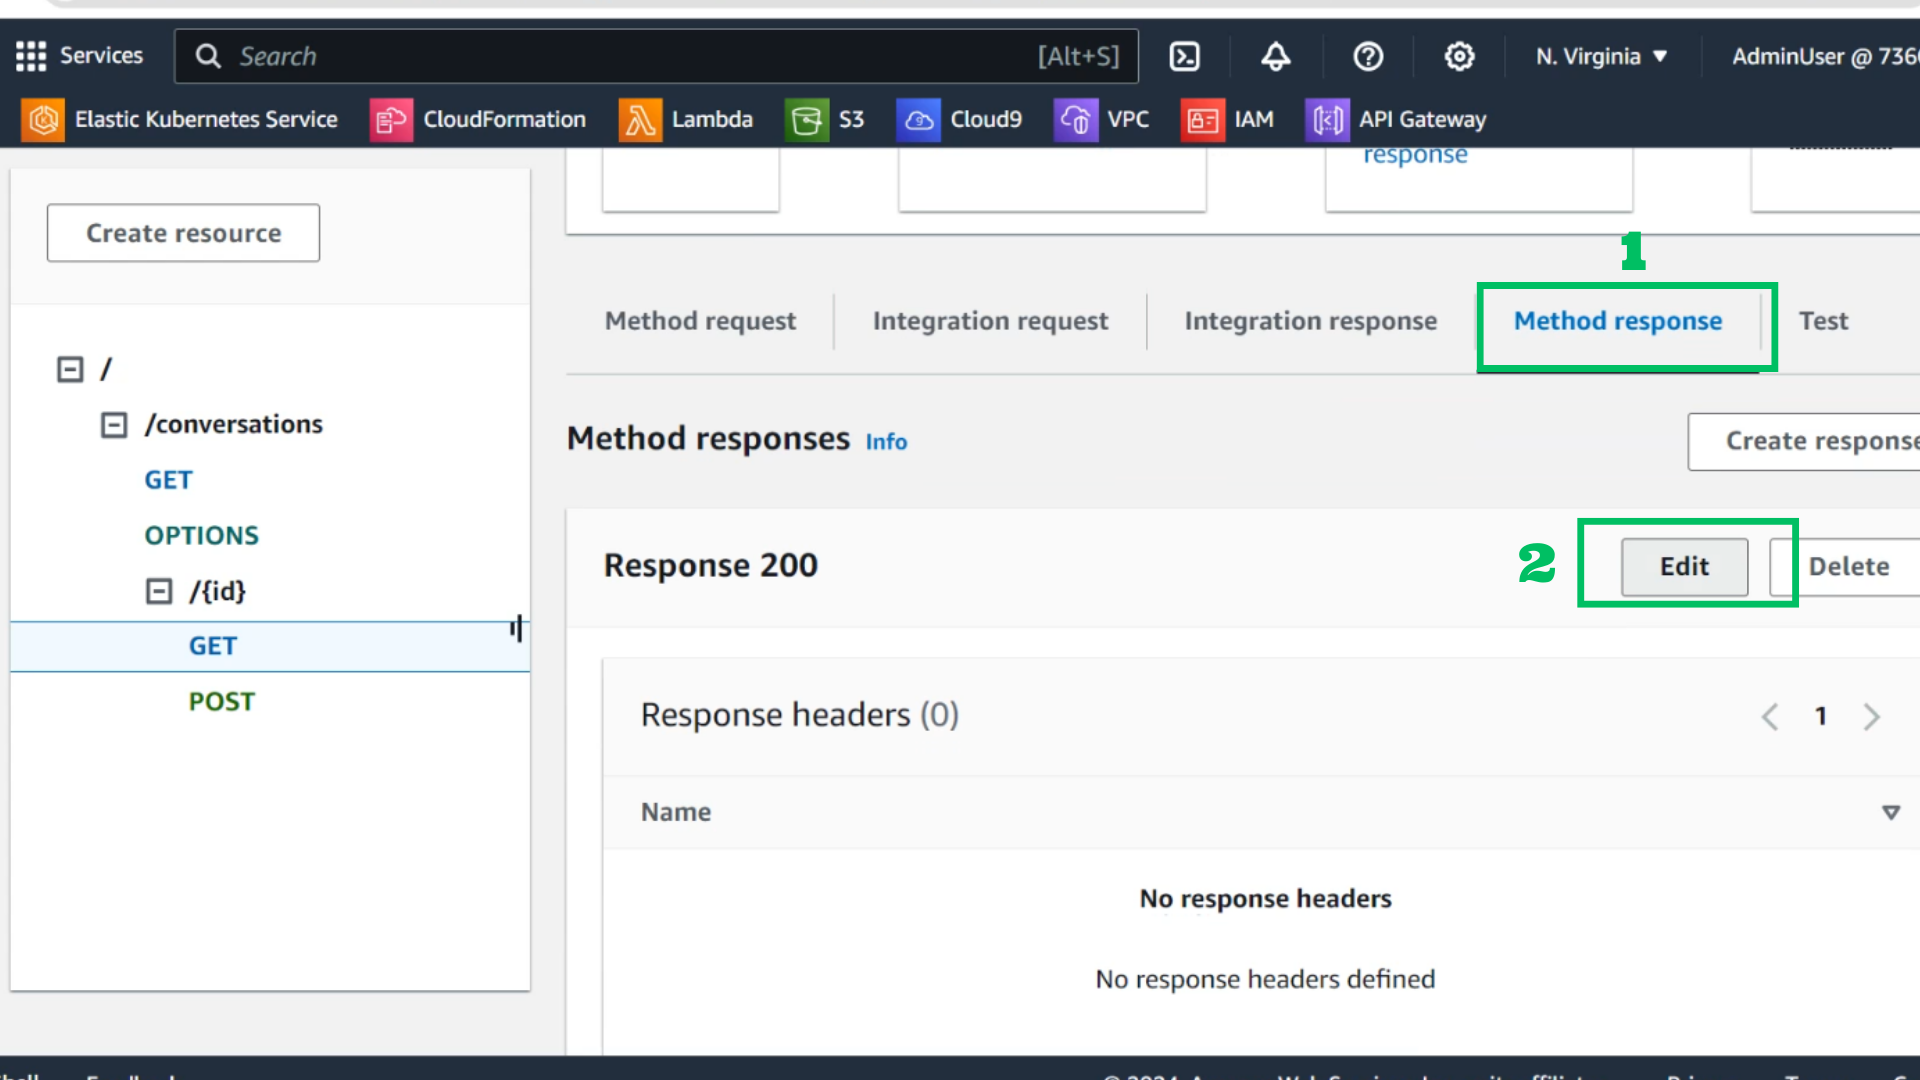 Services
Search [Alt+S]
N. Virginia ▼
AdminUser @ 736
Elastic Kubernetes Service
CloudFormation
Lambda
S3
Cloud9
VPC
IAM
API Gateway
response
Create resource
1
Method request
Integration request
Integration response
Method response
Test
/
/conversations
GET
OPTIONS
/{id}
GET
POST
Method responses Info
Create response
Response 200
2
Edit
Delete
Response headers (0)
1
Name
No response headers
No response headers defined